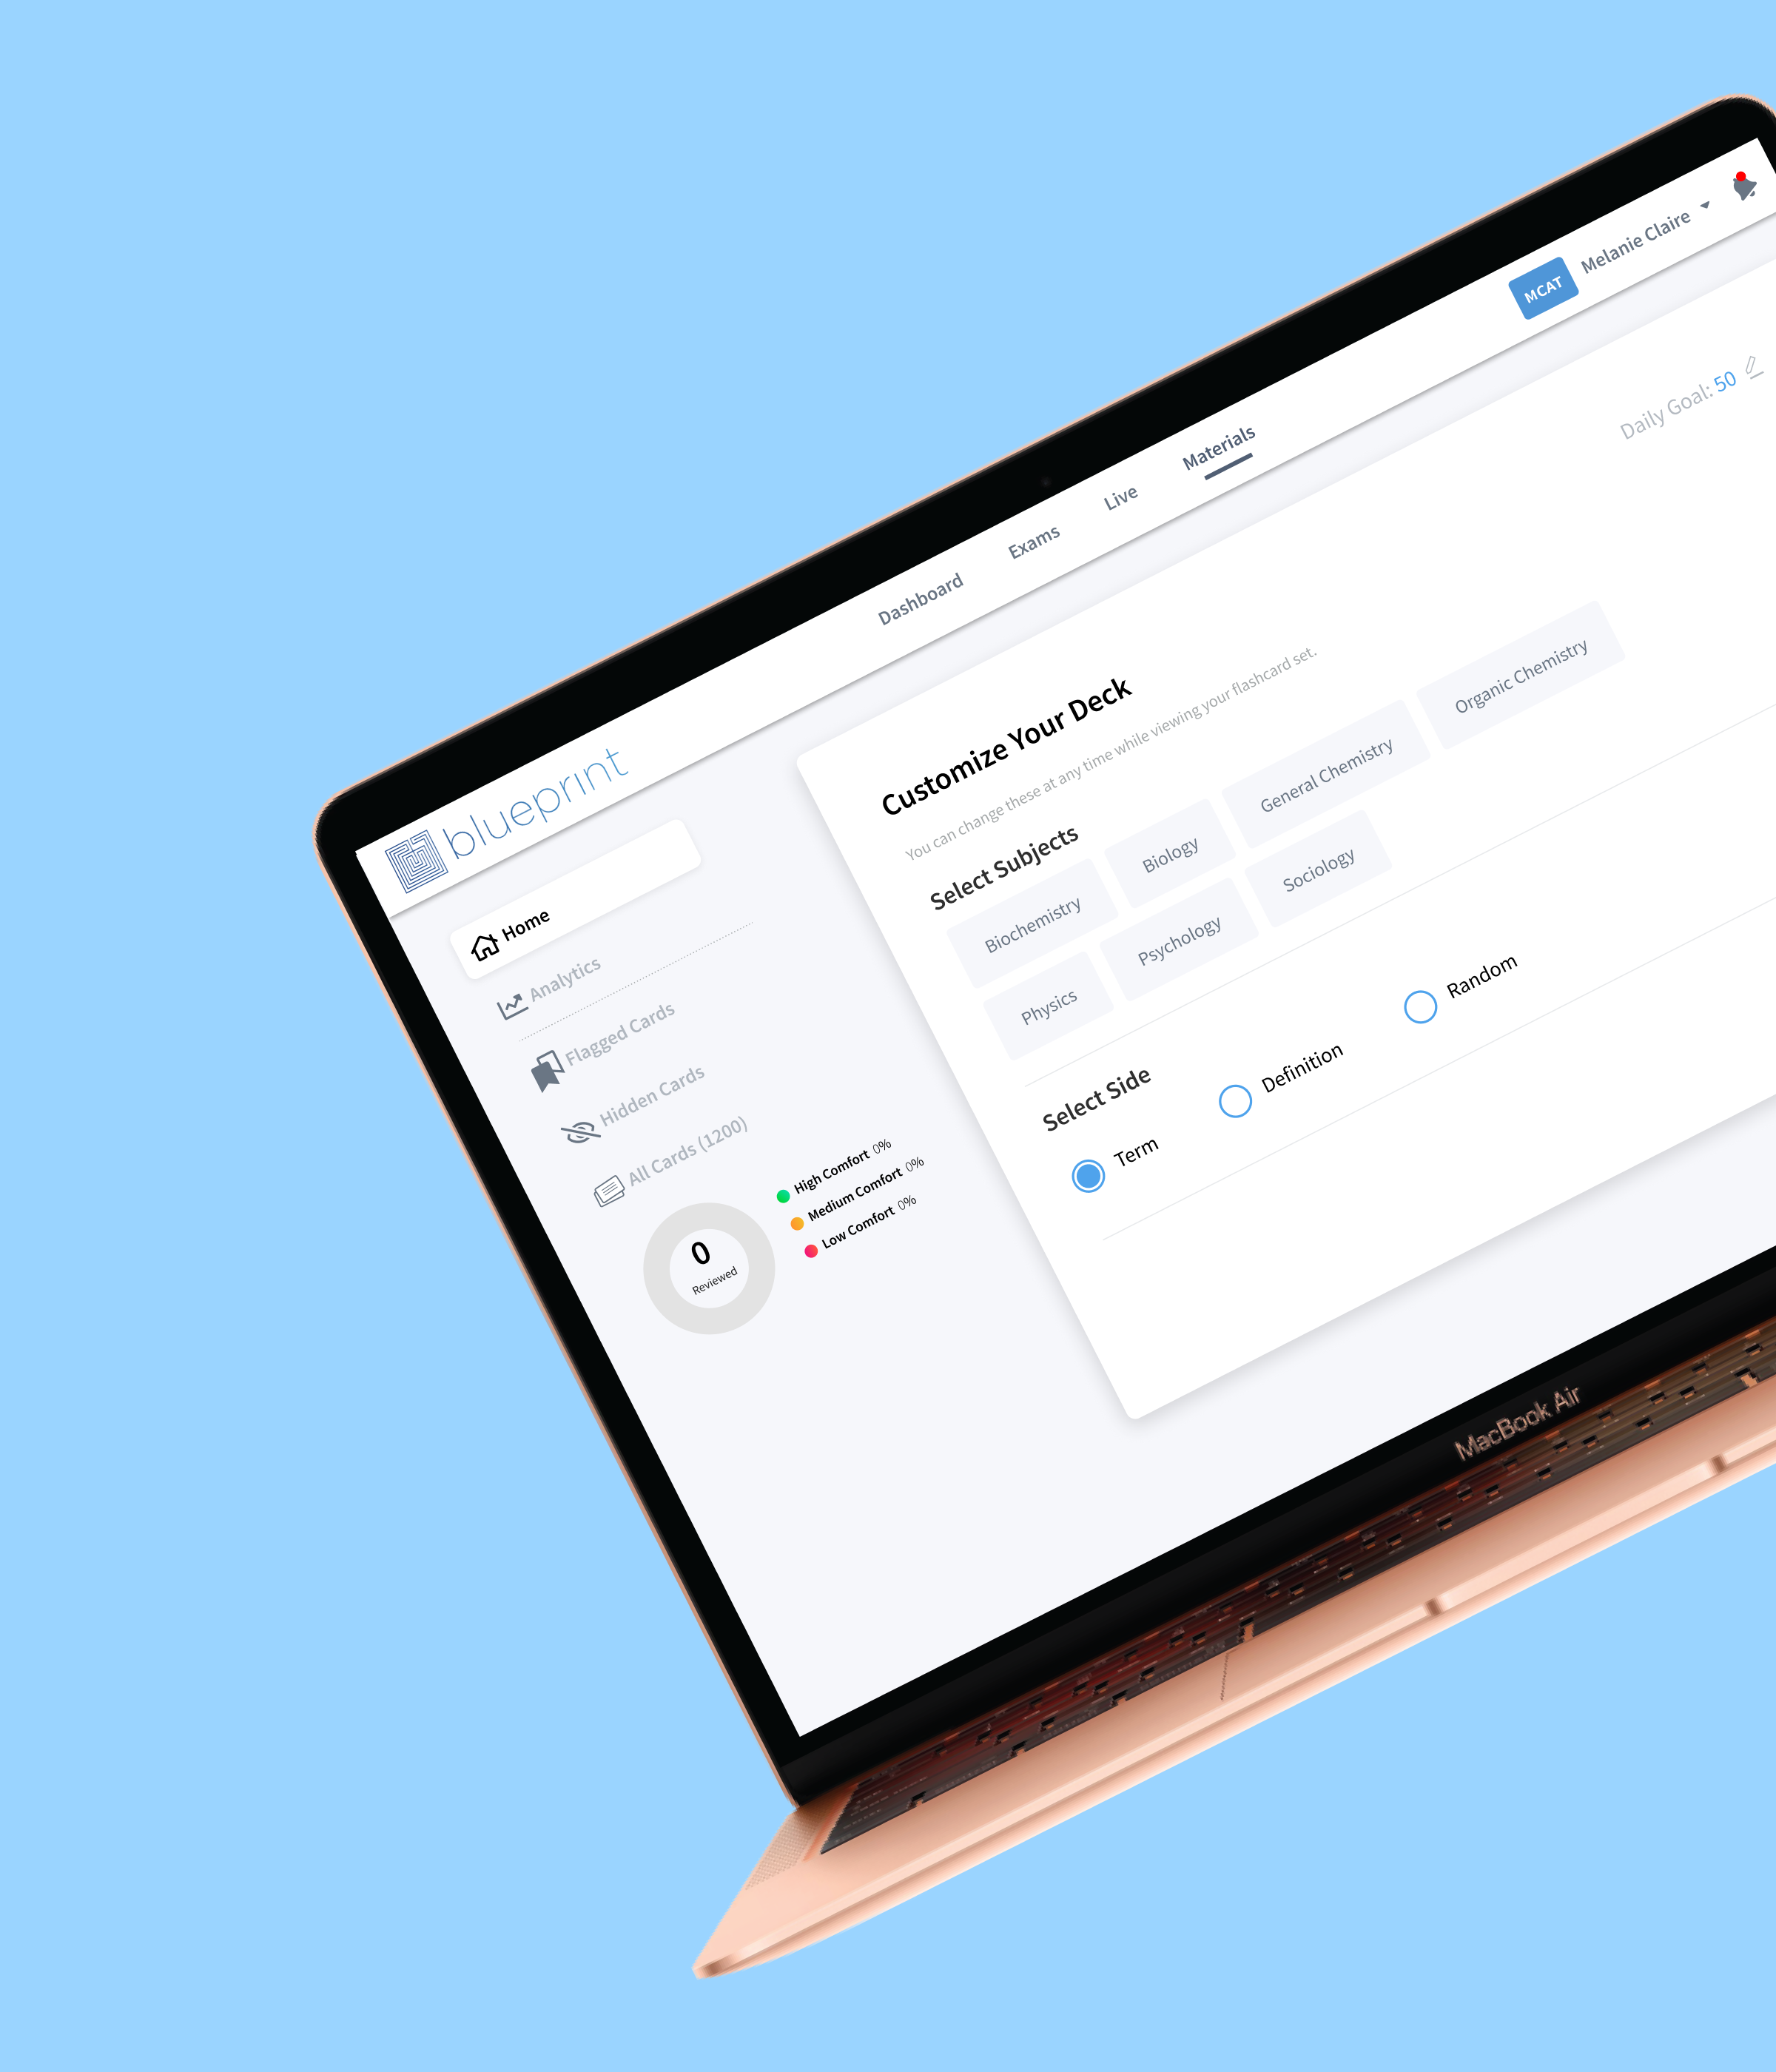 blueprint
Dashboard Exams Live Materials
MCAT Melanie Claire
Home
Analytics
Flagged Cards
Hidden Cards
All Cards (1200)
0
Reviewed
High Comfort 0%
Medium Comfort 0%
Low Comfort 0%
Daily Goal: 50
Customize Your Deck
You can change these at any time while viewing your flashcard set.
Select Subjects
Biochemistry Biology General Chemistry Organic Chemistry
Physics Psychology Sociology
Select Side
Term Definition Random
MacBook Air